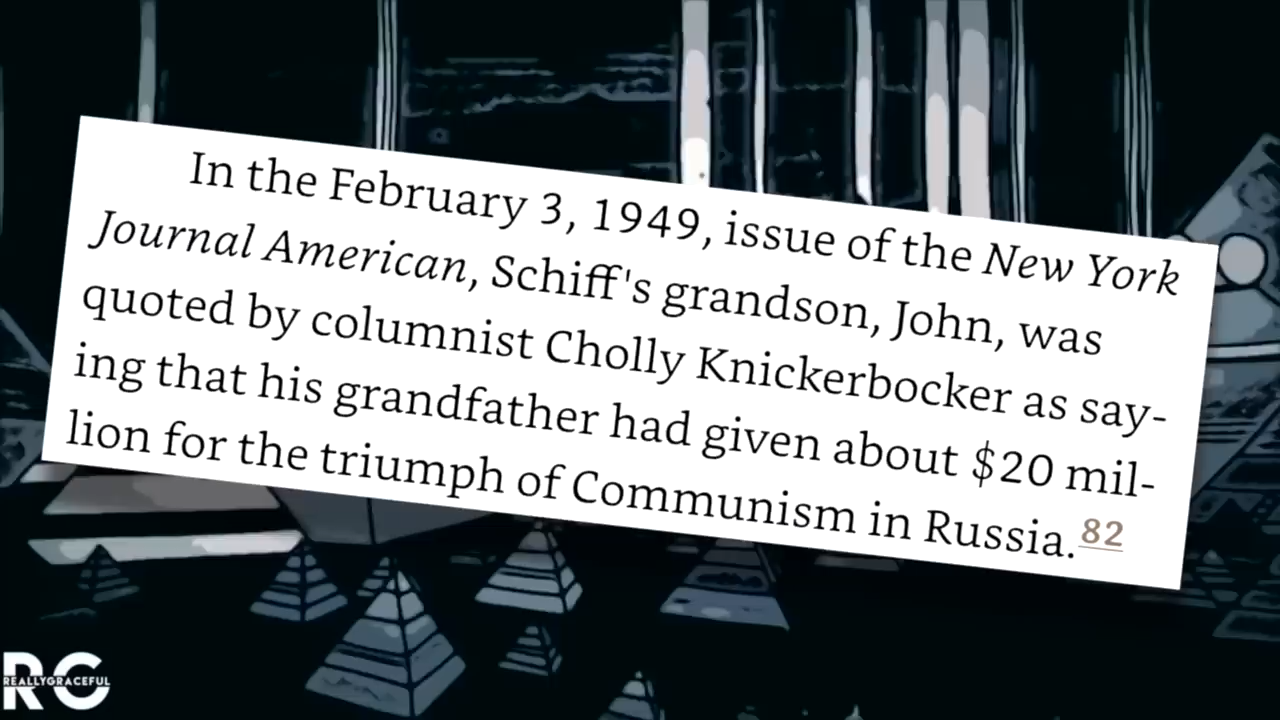 In the February 3, 1949, issue of the New York
Journal American, Schiff's grandson, John, was
quoted by columnist Cholly Knickerbocker as say-
ing that his grandfather had given about $20 mil-
lion for the triumph of Communism in Russia.82
RG
REALLYGRACEFUL